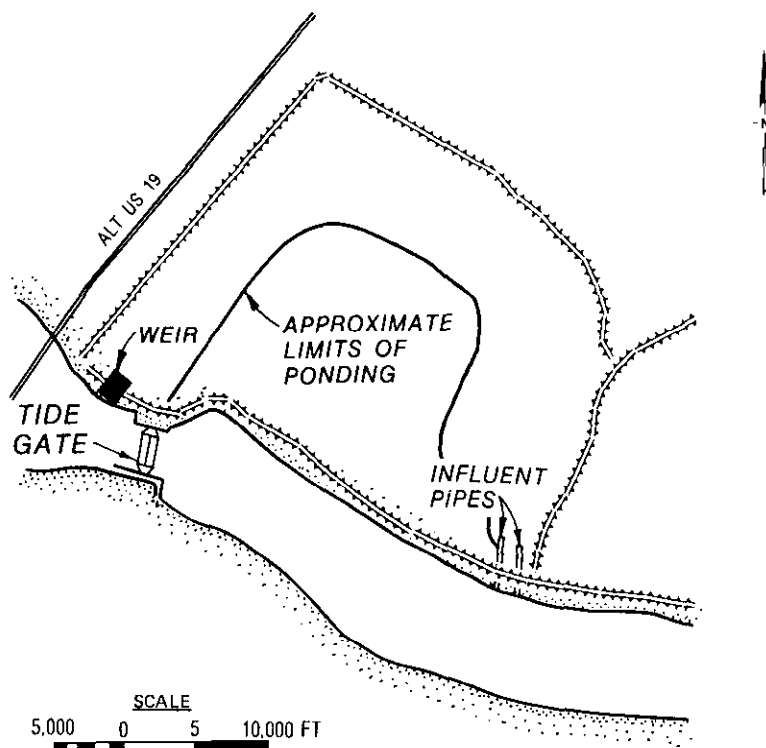 N
ALT US 19
WEIR
APPROXIMATE
LIMITS OF
PONDING
TIDE
GATE
INFLUENT
PIPES
SCALE
5,000 0 5 10,000 FT